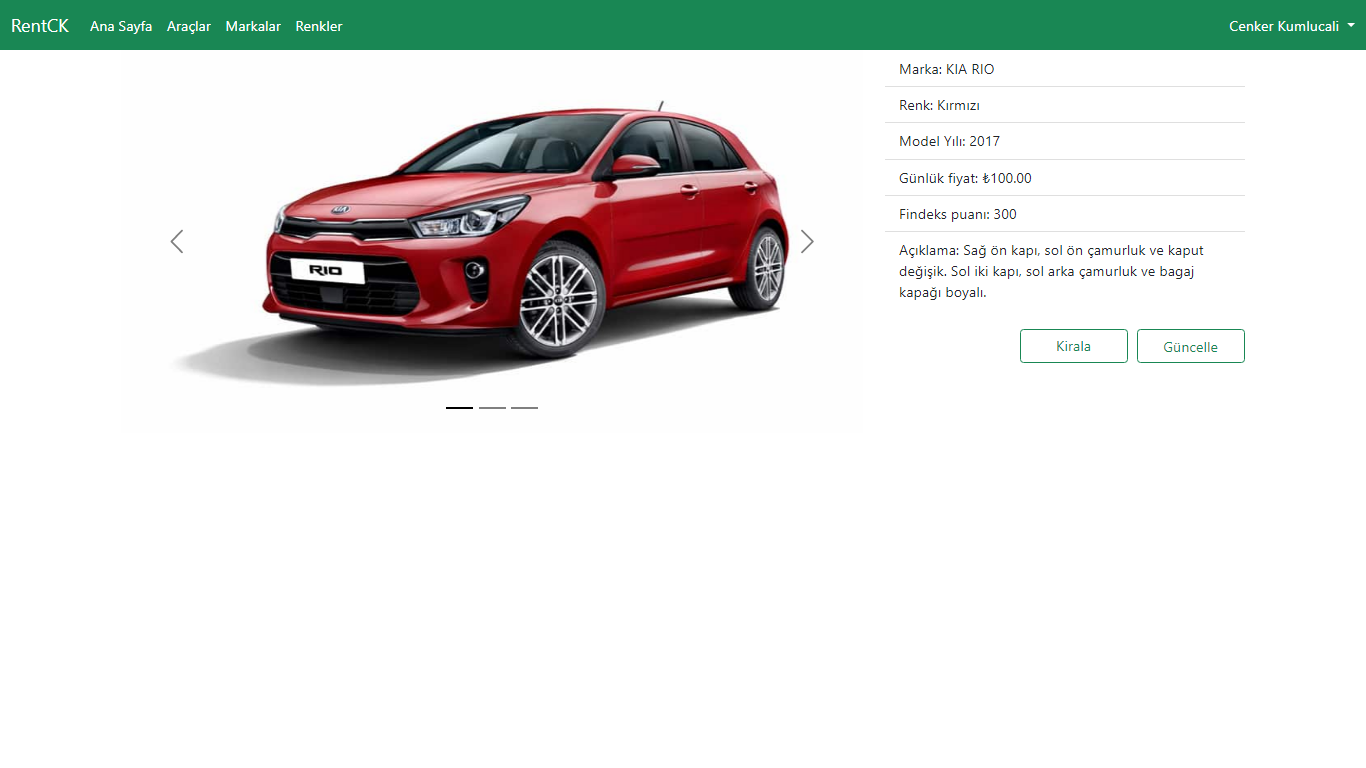 RentCK Ana Sayfa Araçlar Markalar Renkler Cenker Kumlucali
Marka: KIA RIO
Renk: Kırmızı
Model Yılı: 2017
Günlük fiyat: ₺100.00
Findeks puanı: 300
Açıklama: Sağ ön kapı, sol ön çamurluk ve kaput
değişik. Sol iki kapı, sol arka çamurluk ve bagaj
kapağı boyalı.
Kirala Güncelle
KIA
RIO